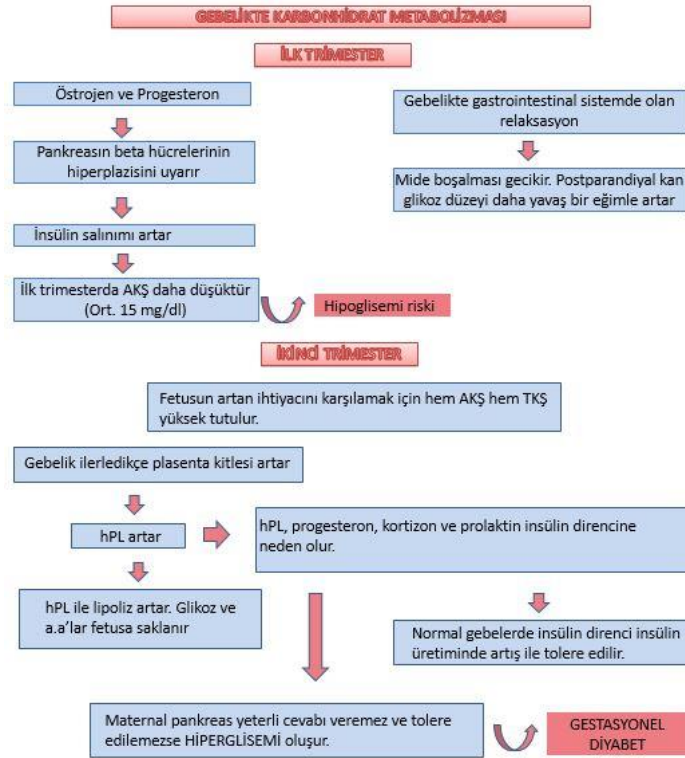 GEBELİKTE KARBONHİDRAT METABOLİZMASI
İLK TRİMESTER
Östrojen ve Progesteron
Pankreasın beta hücrelerinin
hiperplazisini uyarır
İnsülin salınımı artar
İlk trimesterda AKŞ daha düşüktür
(Ort. 15 mg/dl)
Hipoglisemi riski
Gebelikte gastrointestinal sistemde olan
relaksasyon
Mide boşalması gecikir. Postparandiyal kan
glikoz düzeyi daha yavaş bir eğimle artar
İKİNCİ TRİMESTER
Fetusun artan ihtiyacını karşılamak için hem AKŞ hem TKŞ
yüksek tutulur.
Gebelik ilerledikçe plasenta kitlesi artar
hPL artar
hPL, progesteron, kortizon ve prolaktin insülin direncine
neden olur.
hPL ile lipoliz artar. Glikoz ve
a.a’lar fetusa saklanır
Normal gebelerde insülin direnci insülin
üretiminde artış ile tolere edilir.
Maternal pankreas yeterli cevabı veremez ve tolere
edilemezse HİPERGLİSEMİ oluşur.
GESTASYONEL
DİYABET